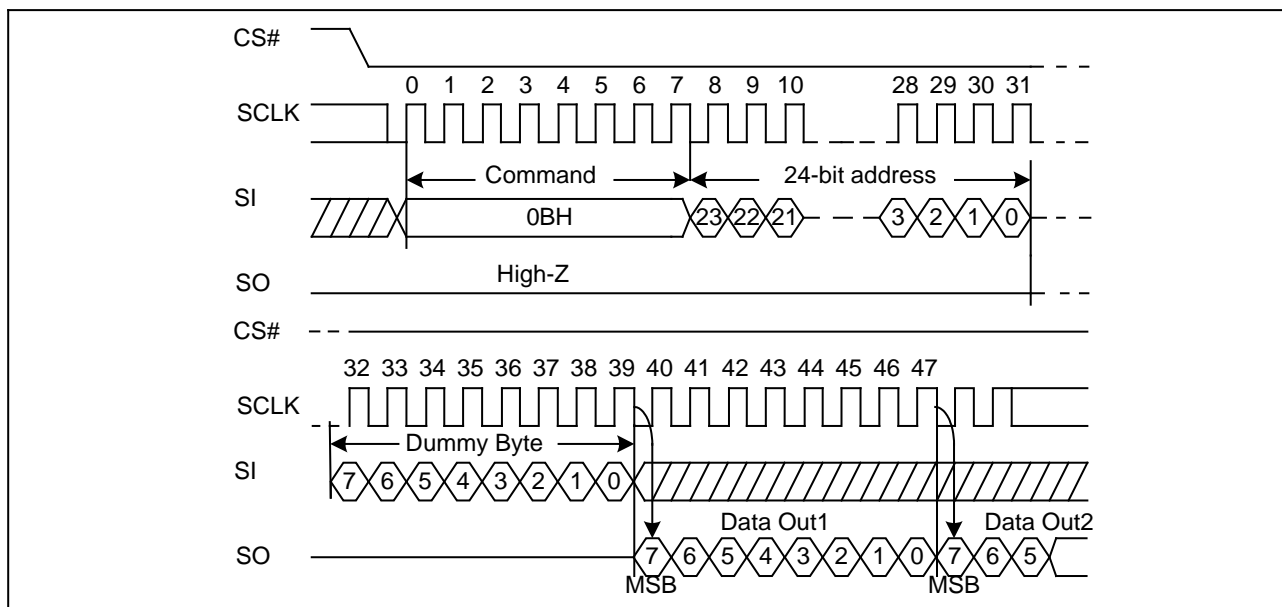 CS#
0 1 2 3 4 5 6 7 8 9 10 28 29 30 31
SCLK
Command 24-bit address
SI
0BH 23 22 21 3 2 1 0
High-Z
SO
CS#
32 33 34 35 36 37 38 39 40 41 42 43 44 45 46 47
SCLK
Dummy Byte
SI
7 6 5 4 3 2 1 0
Data Out1 Data Out2
SO
7 6 5 4 3 2 1 0 7 6 5
MSB MSB